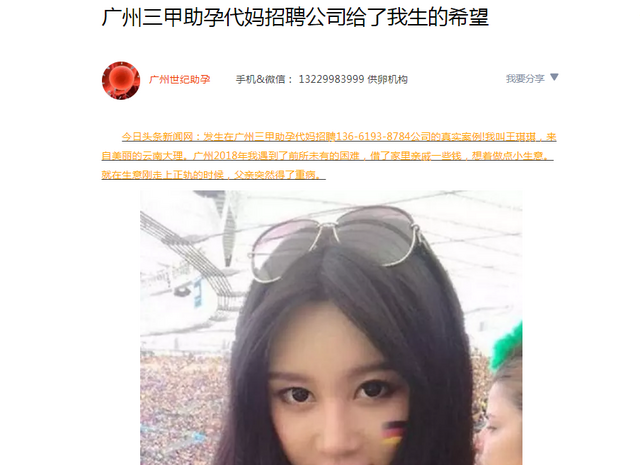 广州三甲助孕代妈招聘公司给了我生的希望
广州世纪助孕 手机&微信： 13229983999 供卵机构 我要分享
今日头条新闻网：发生在广州三甲助孕代妈招聘136-6193-8784公司的真实案例!我叫王琪琪，来
自美丽的云南大理。广州2018年我遇到了前所未有的困难，借了家里亲戚一些钱，想着做点小生意。
就在生意刚走上正轨的时候，父亲突然得了重病。